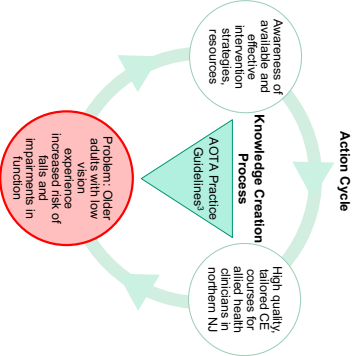 Action Cycle
Knowledge Creation
Process
AOTA Practice
Guidelines³
Awareness of
available and
effective
intervention
strategies,
resources
High quality,
tailored CE
courses for
allied health
clinicians in
northern NJ
Problem: Older
adults with low
vision
experience
increased risk of
falls and
impairments in
function